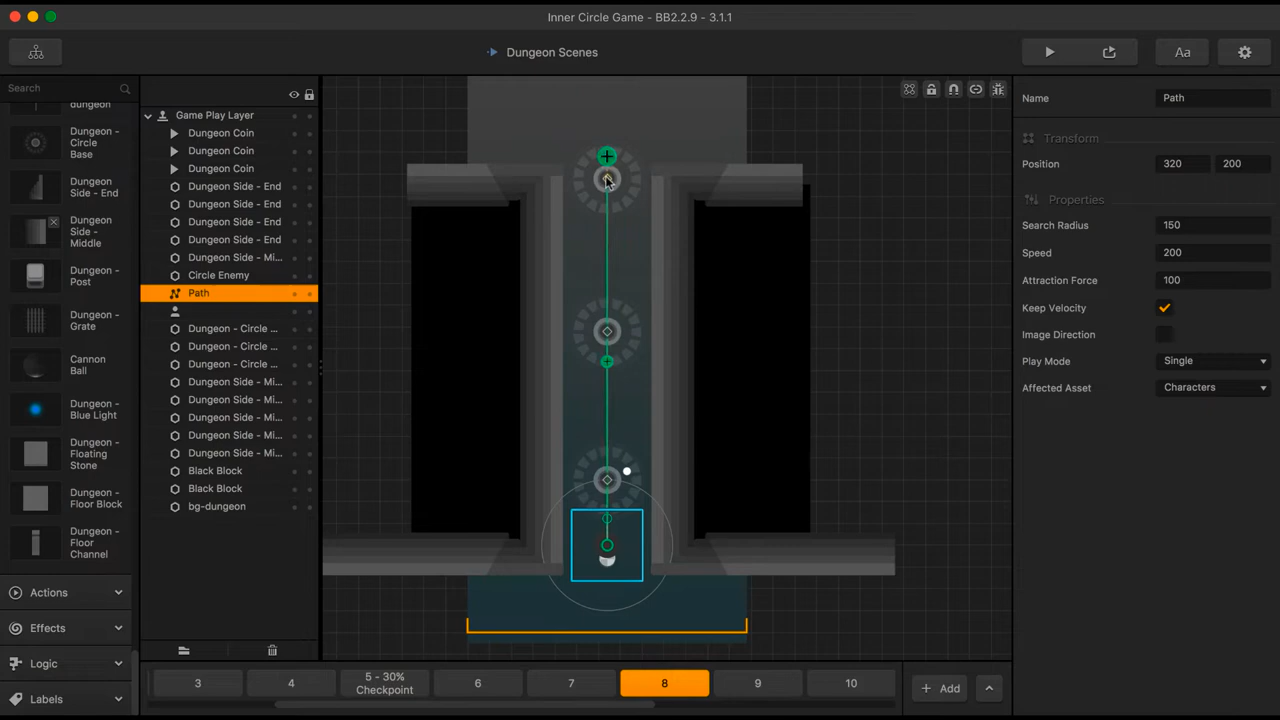 Inner Circle Game - BB2.2.9 - 3.1.1
Dungeon Scenes
Aa
Search
dungeon
Dungeon -
Circle
Base
Dungeon
Side - End
Dungeon
Side -
Middle
Dungeon -
Post
Dungeon -
Grate
Cannon
Ball
Dungeon -
Blue Light
Dungeon -
Floating
Stone
Dungeon -
Floor Block
Dungeon -
Floor
Channel
Actions
Effects
Logic
Labels
Game Play Layer
Dungeon Coin
Dungeon Coin
Dungeon Coin
Dungeon Side - End
Dungeon Side - End
Dungeon Side - End
Dungeon Side - End
Dungeon Side - Mi...
Circle Enemy
Path
Dungeon - Circle ...
Dungeon - Circle ...
Dungeon - Circle ...
Dungeon Side - Mi...
Dungeon Side - Mi...
Dungeon Side - Mi...
Dungeon Side - Mi...
Dungeon Side - Mi...
Black Block
Black Block
bg-dungeon
Name Path
Transform
Position 320 200
Properties
Search Radius 150
Speed 200
Attraction Force 100
Keep Velocity
Image Direction
Play Mode Single
Affected Asset Characters
3
4
5 - 30%
Checkpoint
6
7
8
9
10
+ Add